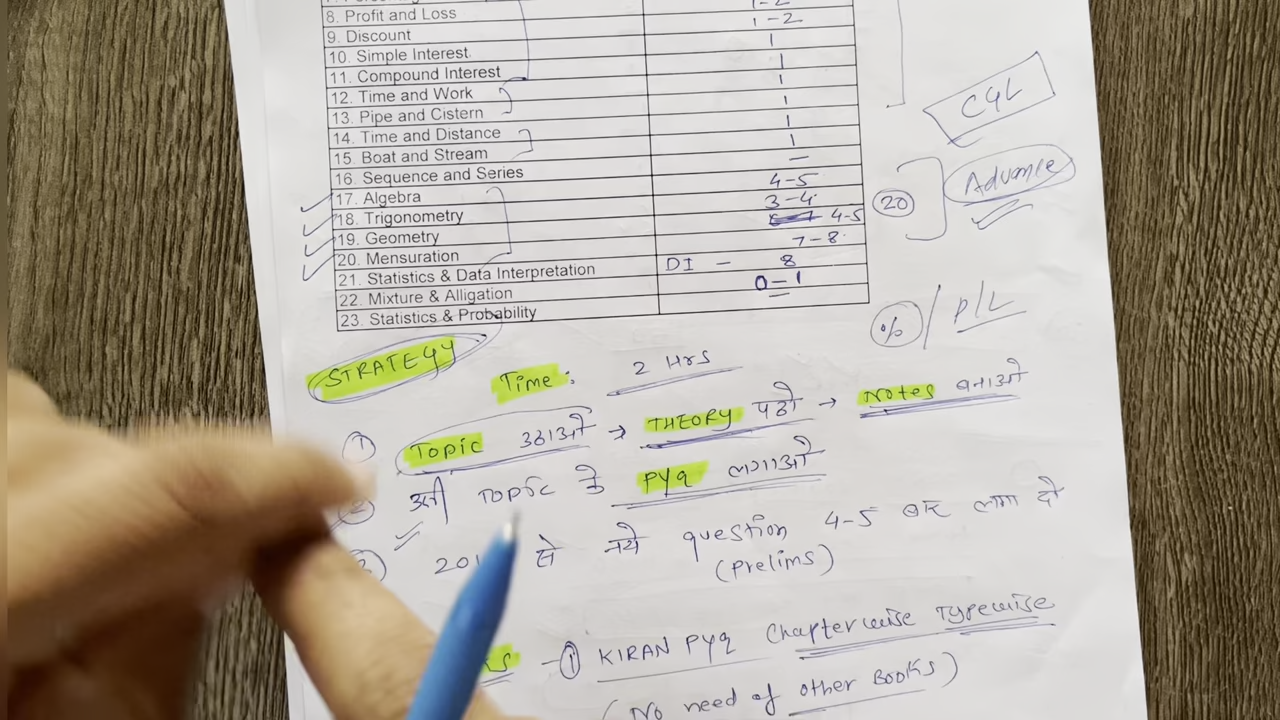 1-2
8. Profit and Loss 1-2
9. Discount 1
10. Simple Interest 1
11. Compound Interest 1
12. Time and Work 1
13. Pipe and Cistern 1
14. Time and Distance 1
15. Boat and Stream —
16. Sequence and Series 4-5
17. Algebra 3-4
18. Trigonometry 4-5
19. Geometry 7-8
20. Mensuration DI - 8
21. Statistics & Data Interpretation 0-1
22. Mixture & Alligation
23. Statistics & Probability
CGL
20 Advance
% / P/L
STRATEGY
Time: 2 Hrs
① Topic उठाओ → THEORY पढो → Notes बनाओ
उसी TOPIC के PYQ लगाओ
201 से नये question 4-5 बार लगा दो
(Prelims)
- ① KIRAN PYQ Chapterwise Typewise
(No need of other Books)